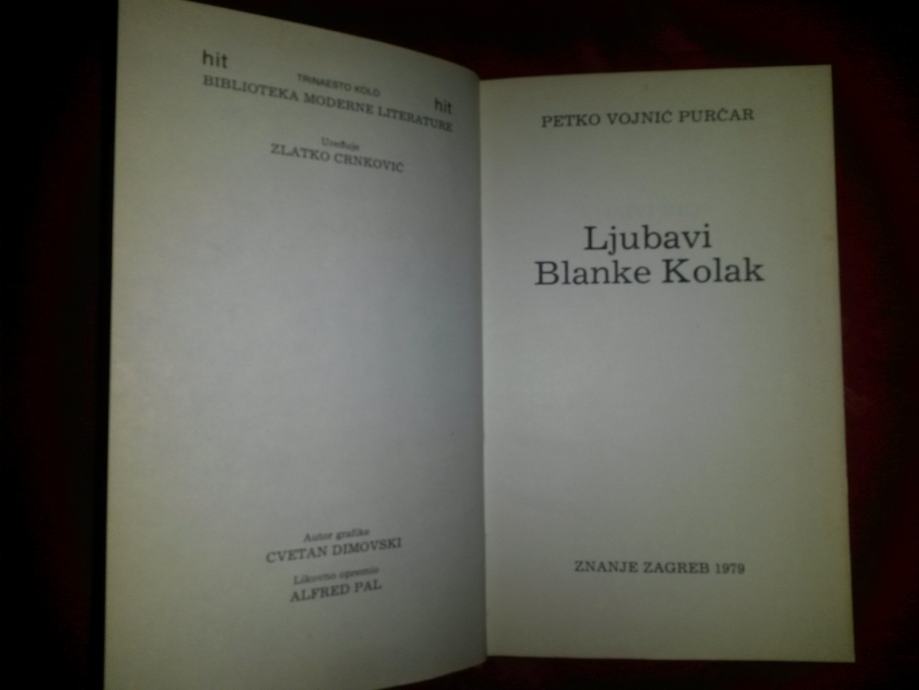 hit
TRINAESTO KOLO
hit
BIBLIOTEKA MODERNE LITERATURE
Uređuje
ZLATKO CRNKOVIĆ
Autor grafike
CVETAN DIMOVSKI
Likovno opremio
ALFRED PAL
PETKO VOJNIĆ PURČAR
Ljubavi
Blanke Kolak
ZNANJE ZAGREB 1979